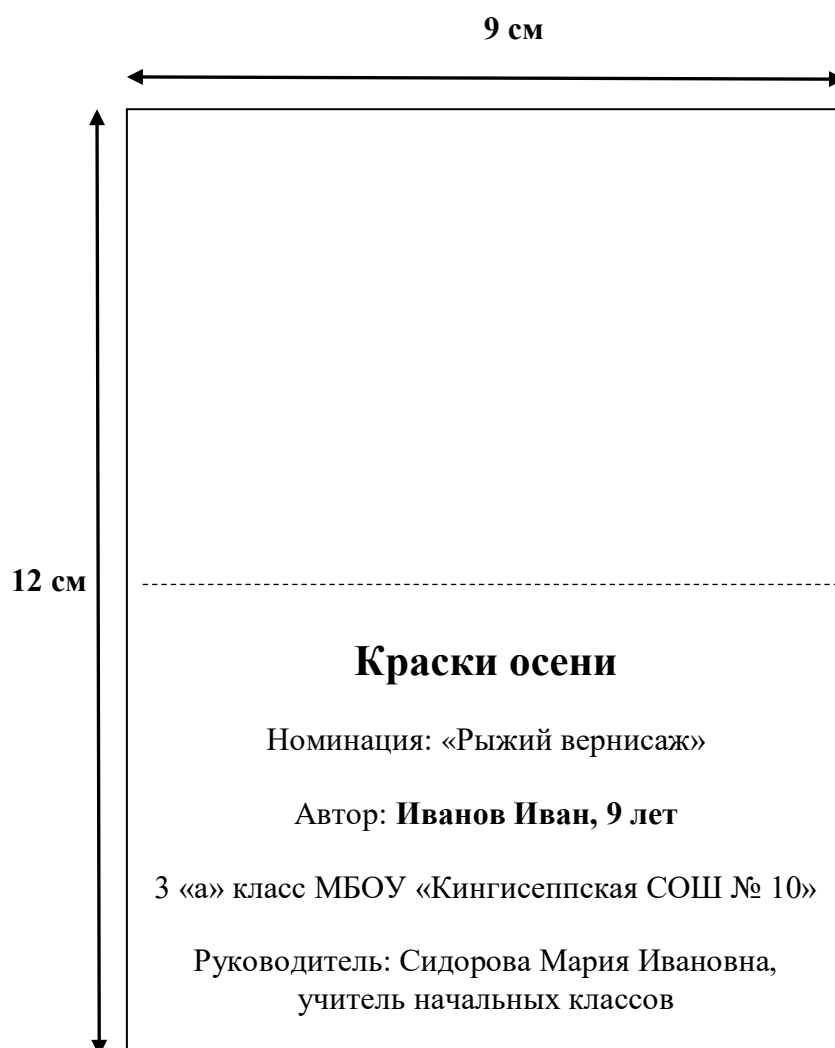 9 см
12 см
Краски осени
Номинация: «Рыжий вернисаж»
Автор: Иванов Иван, 9 лет
3 «а» класс МБОУ «Кингисеппская СОШ № 10»
Руководитель: Сидорова Мария Ивановна,
учитель начальных классов